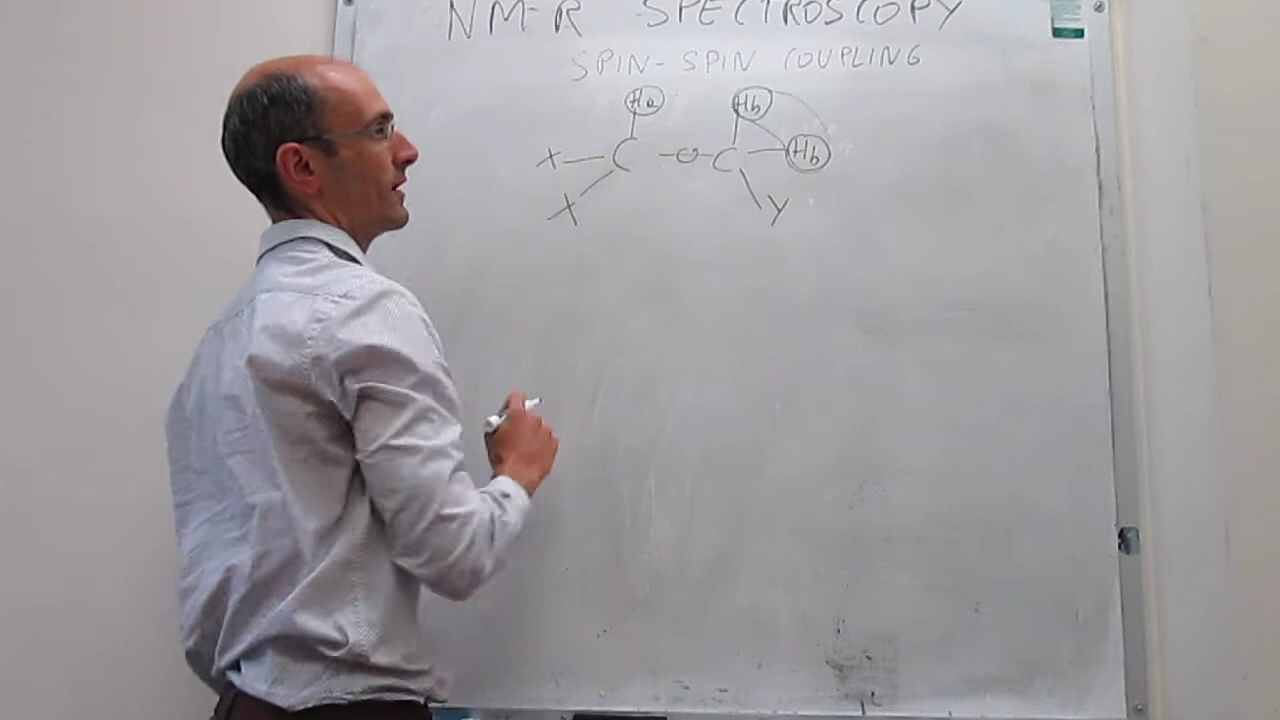 NMR SPECTROSCOPY
SPIN-SPIN COUPLING
Ha Hb
X C O C Hb
X Y